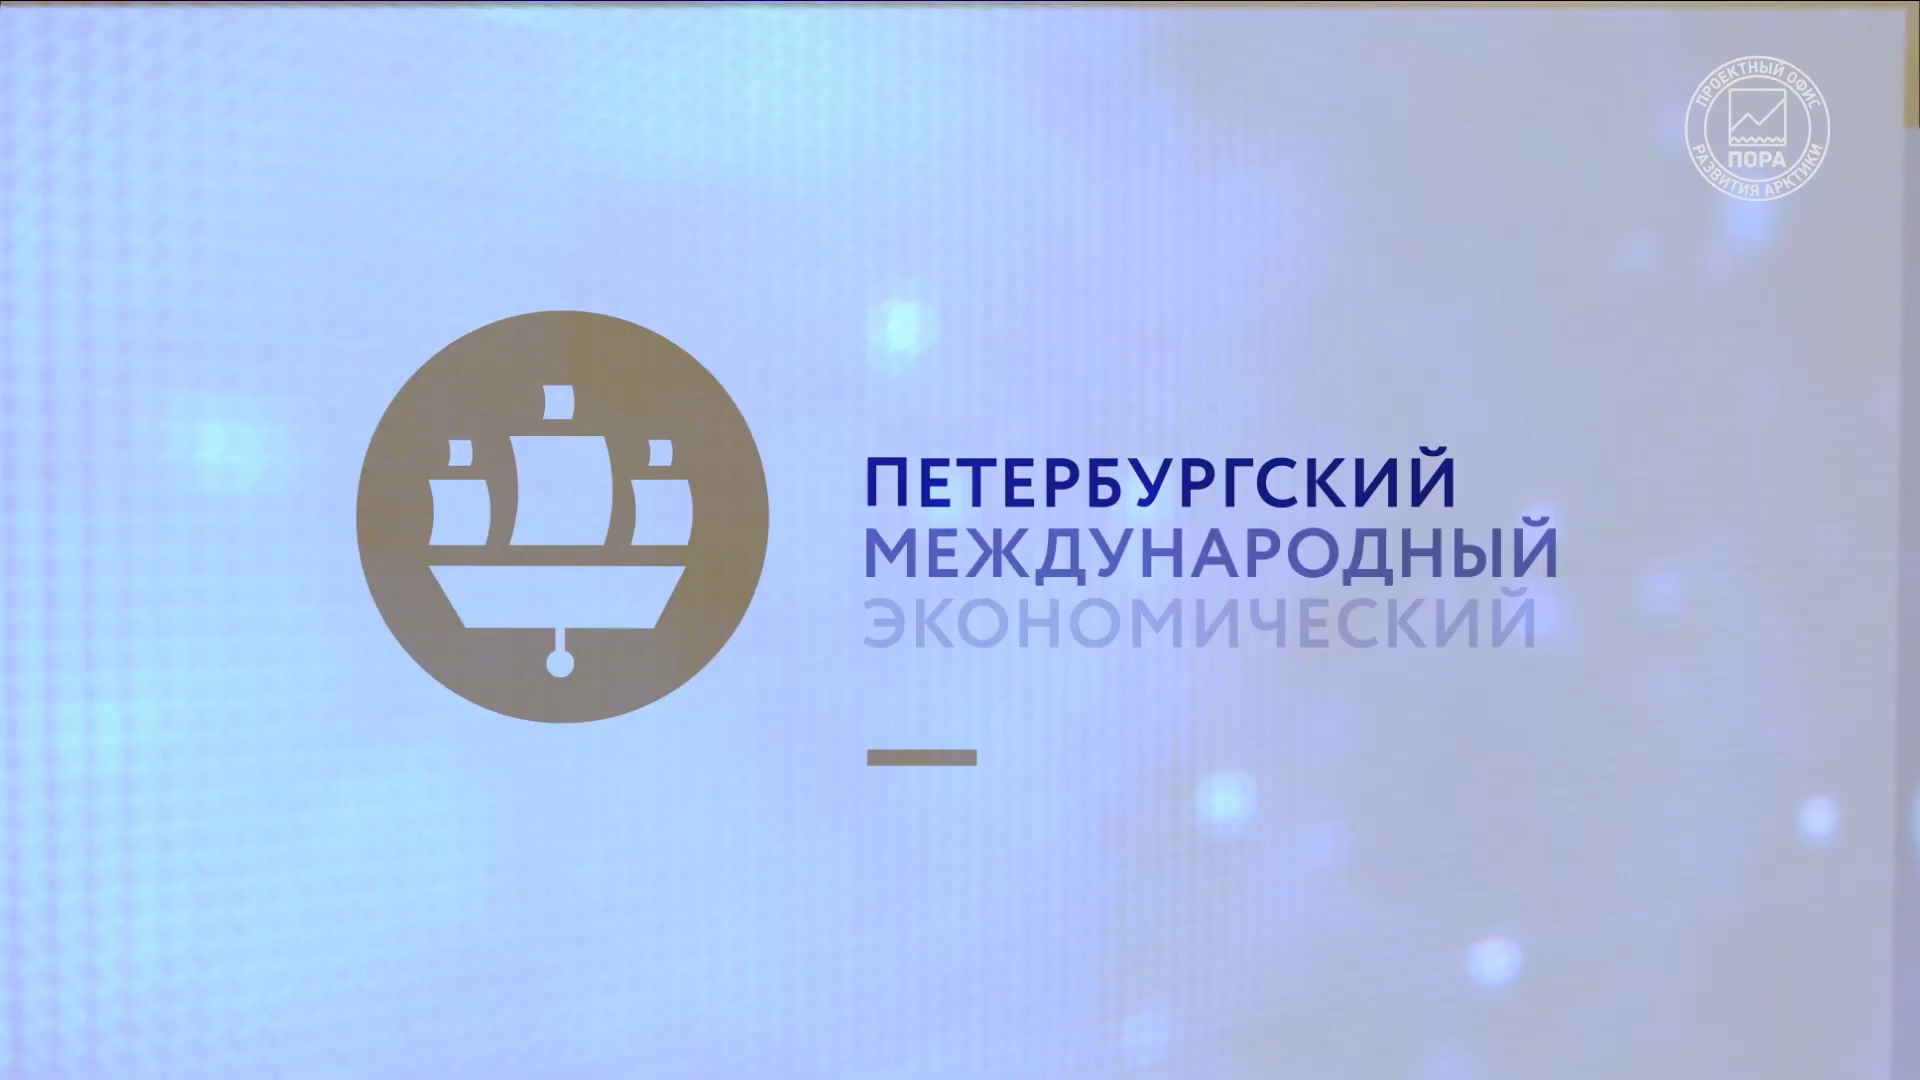 ПРОЕКТНЫЙ ОФИС
ПОРА
РАЗВИТИЯ АРКТИКИ
ПЕТЕРБУРГСКИЙ
МЕЖДУНАРОДНЫЙ
ЭКОНОМИЧЕСКИЙ